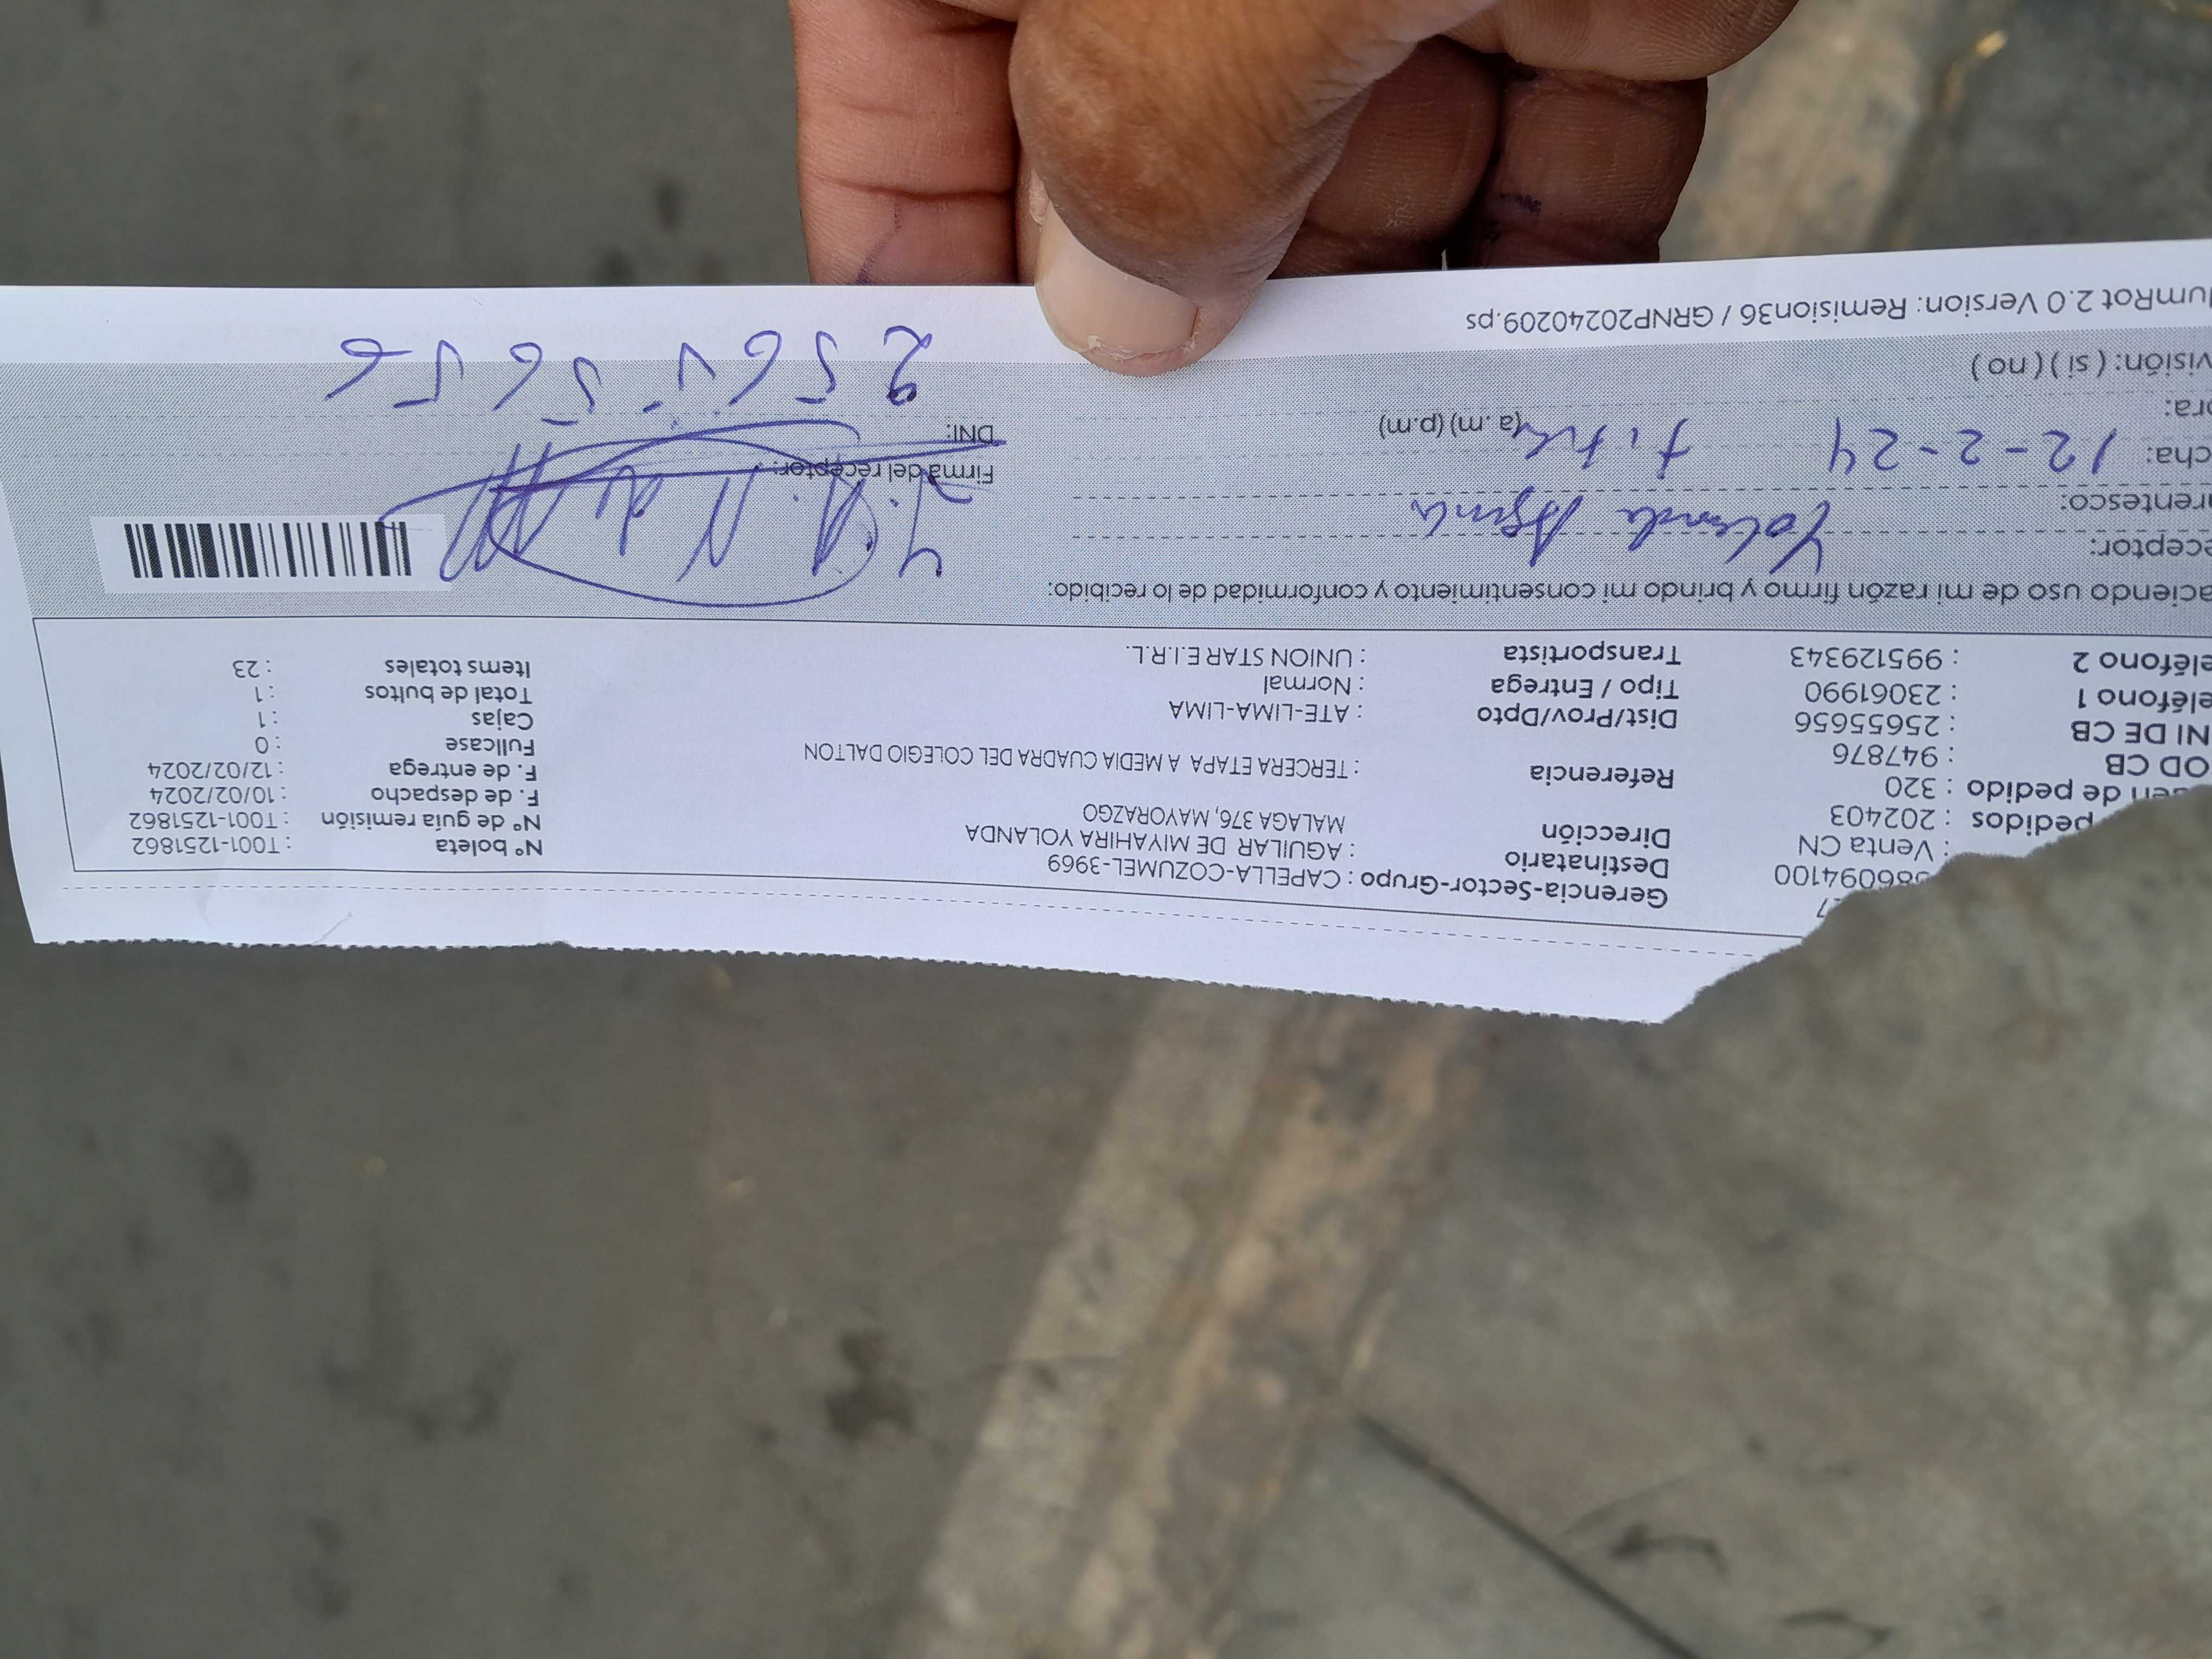 7
586094100 Gerencia-Sector-Grupo : CAPELLA-COZUMEL-3969 N° boleta : T001-1251862
: Venta CN Destinatario : AGUILAR DE MIYAHIRA YOLANDA N° de guía remisión : T001-1251862
pedidos : 202403 Dirección MALAGA 376, MAYORAZGO F. de despacho : 10/02/2024
de pedido : 320 F. de entrega : 12/02/2024
OD CB : 947876 Referencia : TERCERA ETAPA A MEDIA CUADRA DEL COLEGIO DALTON Fullcase : 0
NI DE CB : 25655656 Dist/Prov/Dpto : ATE-LIMA-LIMA Cajas : 1
eléfono 1 : 23061990 Tipo / Entrega : Normal Total de bultos : 1
eléfono 2 : 995129343 Transportista : UNION STAR E.I.R.L. Items totales : 23
aciendo uso de mi razón firmo y brindo mi consentimiento y conformidad de lo recibido:
eceptor: Yolanda
rentesco:
cha: 12-2-24 Firma del receptor:
ora: (a.m) (p.m) DNI: 25655656
visión: ( si ) ( no )
umRot 2.0 Version: Remision36 / GRNP20240209.ps